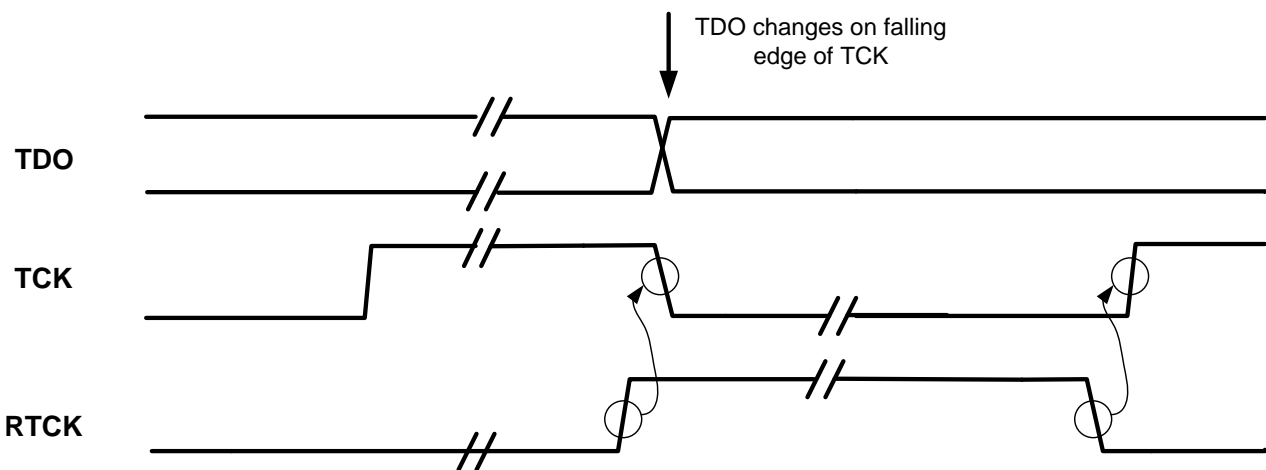 TDO changes on falling
edge of TCK
TDO
TCK
RTCK